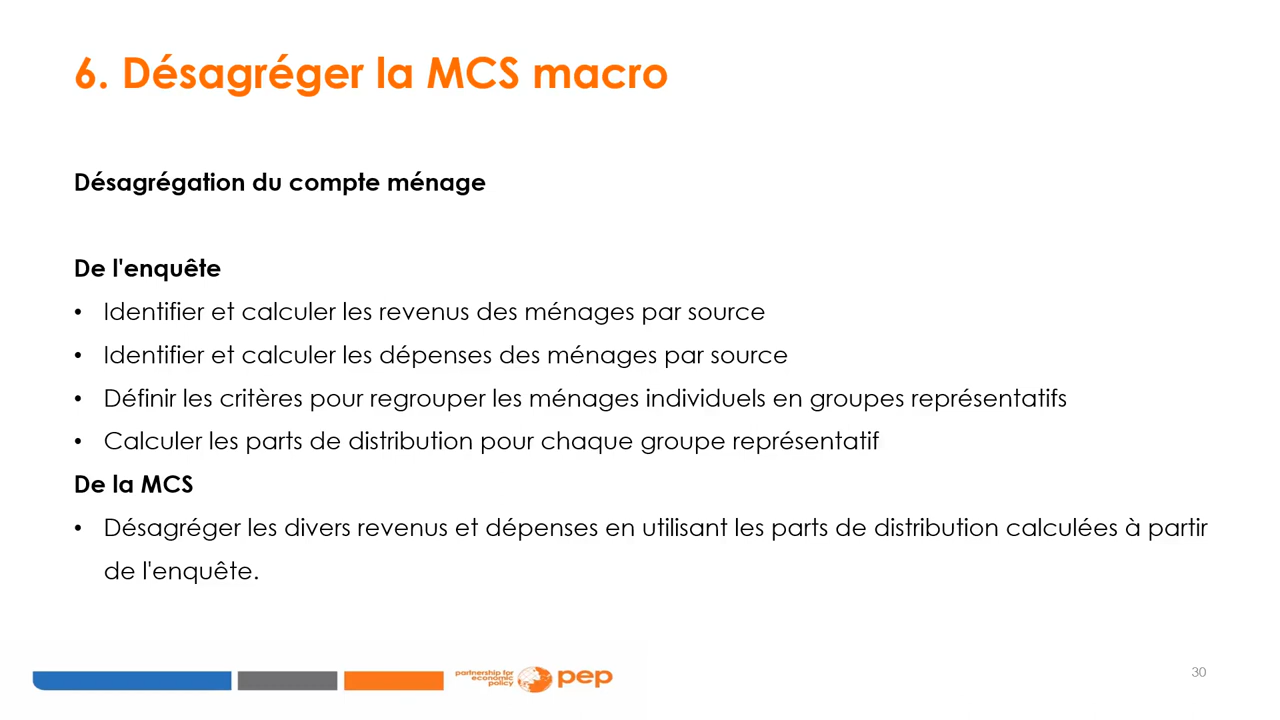 6. Désagréger la MCS macro
Désagrégation du compte ménage
De l'enquête
• Identifier et calculer les revenus des ménages par source
• Identifier et calculer les dépenses des ménages par source
• Définir les critères pour regrouper les ménages individuels en groupes représentatifs
• Calculer les parts de distribution pour chaque groupe représentatif
De la MCS
• Désagréger les divers revenus et dépenses en utilisant les parts de distribution calculées à partir
de l'enquête.
partnership for
economic
policy
pep
30